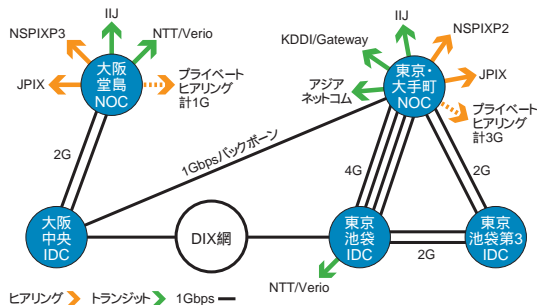 IIJ
NSPIXP3
NTT/Verio
JPIX
大阪
堂島
NOC
プライベート
ヒアリング
計1G
IIJ
KDDI/Gateway
NSPIXP2
アジア
ネットコム
東京・
大手町
NOC
JPIX
プライベート
ヒアリング
計3G
2G
1Gbpsバックボーン
4G
2G
大阪
中央
IDC
DIX網
東京
池袋
IDC
2G
東京
池袋第3
IDC
NTT/Verio
ヒアリング トランジット 1Gbps